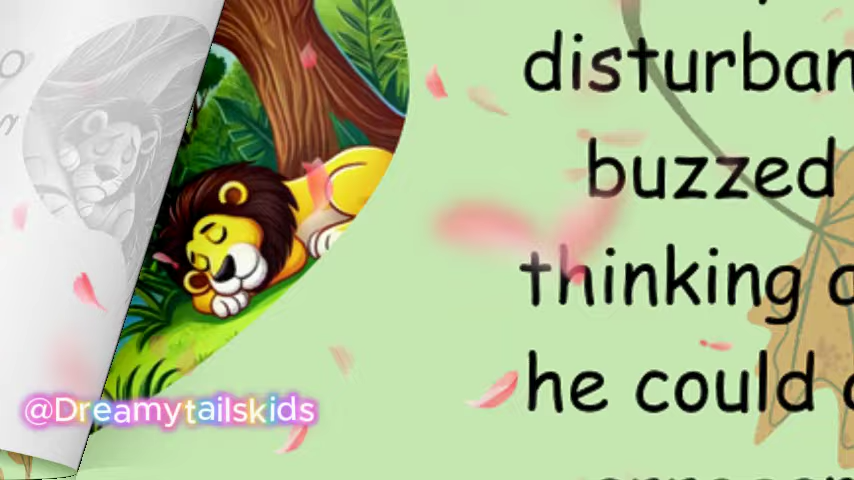 disturban
buzzed
thinking
he could
@Dreamytailskids